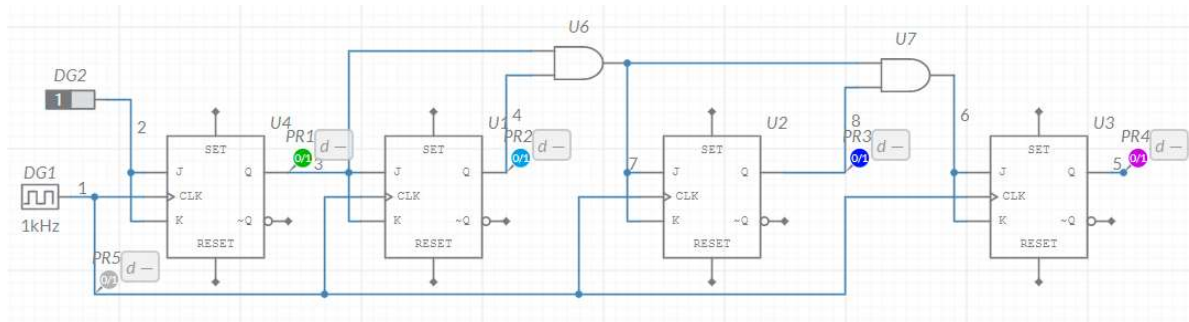 U6
U7
DG2
1
2
U4
U1
4
U2
8
6
U3
SET
SET
SET
SET
PR1
d —
PR2
d —
PR3
d —
PR4
d —
0/1
3
0/1
0/1
5
0/1
DG1
1
J
Q
J
Q
7
J
Q
J
Q
CLK
CLK
CLK
CLK
1kHz
K
~Q
K
~Q
K
~Q
K
~Q
RESET
RESET
RESET
RESET
PR5
d —
0/1